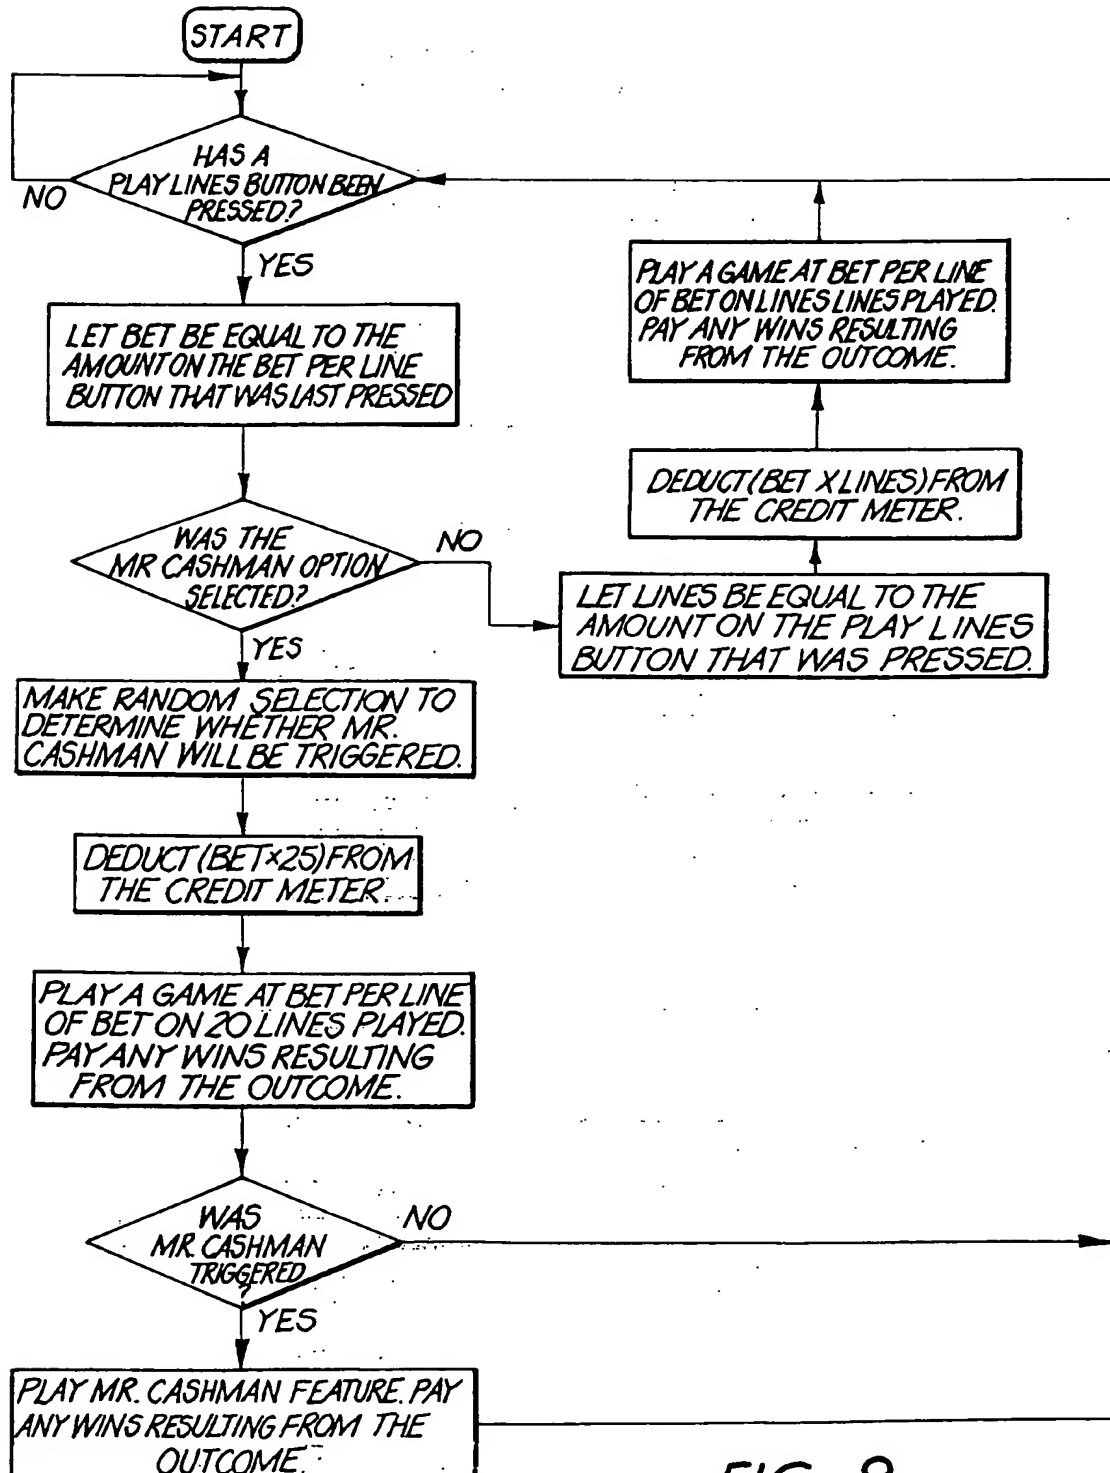 START
HAS A
PLAY LINES BUTTON BEEN
PRESSED?
NO
YES
LET BET BE EQUAL TO THE
AMOUNT ON THE BET PER LINE
BUTTON THAT WAS LAST PRESSED
WAS THE
MR CASHMAN OPTION
SELECTED?
NO
YES
PLAY A GAME AT BET PER LINE
OF BET ON LINES LINES PLAYED.
PAY ANY WINS RESULTING
FROM THE OUTCOME.
DEDUCT (BET X LINES) FROM
THE CREDIT METER.
LET LINES BE EQUAL TO THE
AMOUNT ON THE PLAY LINES
BUTTON THAT WAS PRESSED.
MAKE RANDOM SELECTION TO
DETERMINE WHETHER MR.
CASHMAN WILL BE TRIGGERED.
DEDUCT (BET×25) FROM
THE CREDIT METER.
PLAY A GAME AT BET PER LINE
OF BET ON 20 LINES PLAYED.
PAY ANY WINS RESULTING
FROM THE OUTCOME.
WAS
MR. CASHMAN
TRIGGERED
?
NO
YES
PLAY MR. CASHMAN FEATURE. PAY
ANY WINS RESULTING FROM THE
OUTCOME.
FIG.